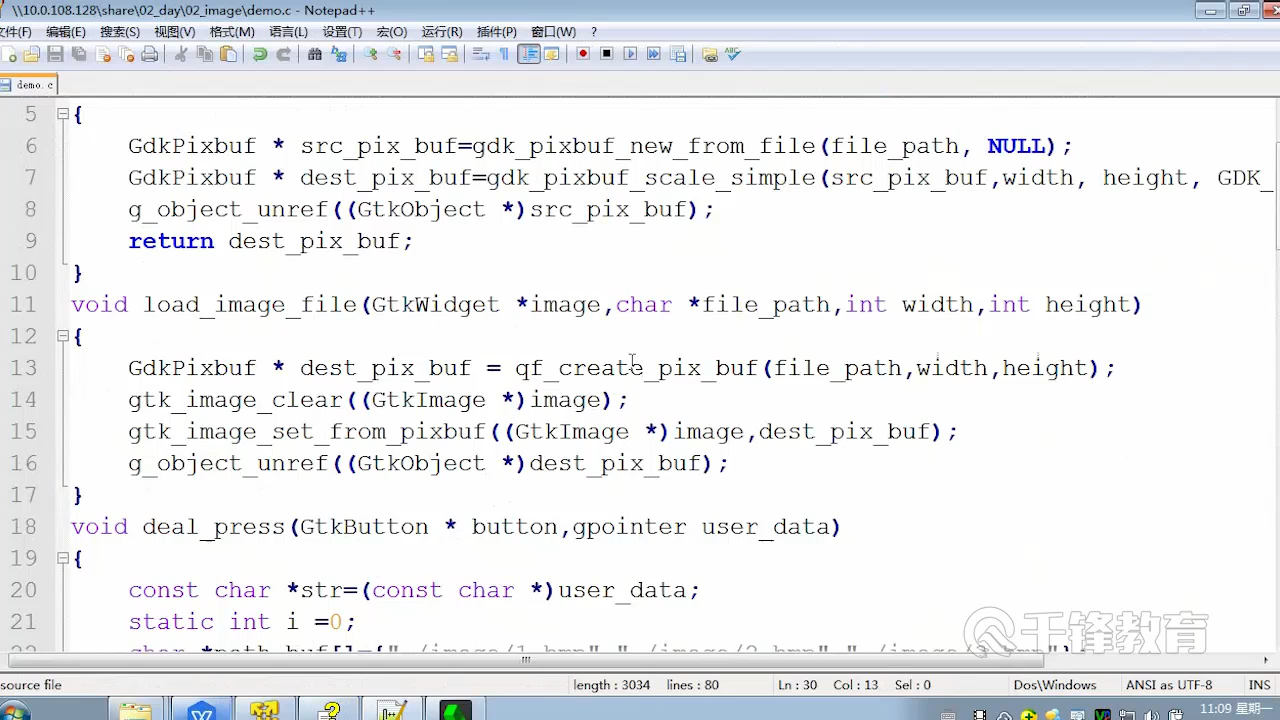 \\10.0.108.128\share\02_day\02_image\demo.c - Notepad++
文件(F) 编辑(E) 搜索(S) 视图(V) 格式(M) 语言(L) 设置(T) 宏(O) 运行(R) 插件(P) 窗口(W) ?
demo.c
5 {
6 GdkPixbuf * src_pix_buf=gdk_pixbuf_new_from_file(file_path, NULL);
7 GdkPixbuf * dest_pix_buf=gdk_pixbuf_scale_simple(src_pix_buf,width, height, GDK_
8 g_object_unref((GtkObject *)src_pix_buf);
9 return dest_pix_buf;
10 }
11 void load_image_file(GtkWidget *image,char *file_path,int width,int height)
12 {
13 GdkPixbuf * dest_pix_buf = qf_create_pix_buf(file_path,width,height);
14 gtk_image_clear((GtkImage *)image);
15 gtk_image_set_from_pixbuf((GtkImage *)image,dest_pix_buf);
16 g_object_unref((GtkObject *)dest_pix_buf);
17 }
18 void deal_press(GtkButton * button,gpointer user_data)
19 {
20 const char *str=(const char *)user_data;
21 static int i =0;
千锋教育
source file length : 3034 lines : 80 Ln : 30 Col : 13 Sel : 0 Dos\Windows ANSI as UTF-8 INS
11:09 星期一